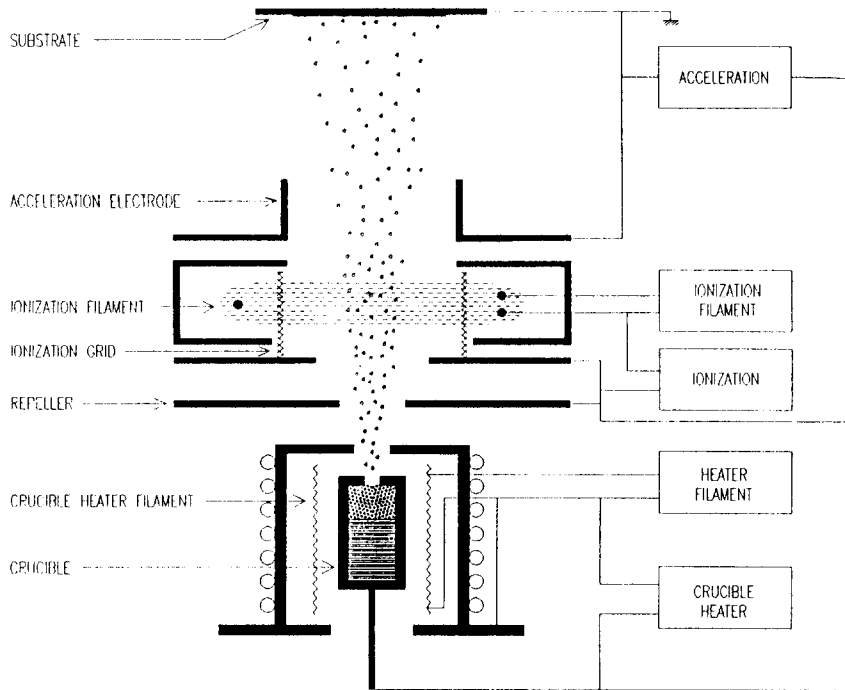 SUBSTRATE
ACCELERATION
ACCELERATION ELECTRODE
IONIZATION FILAMENT
IONIZATION
FILAMENT
IONIZATION GRID
IONIZATION
REPELLER
HEATER
FILAMENT
CRUCIBLE HEATER FILAMENT
CRUCIBLE
CRUCIBLE
HEATER